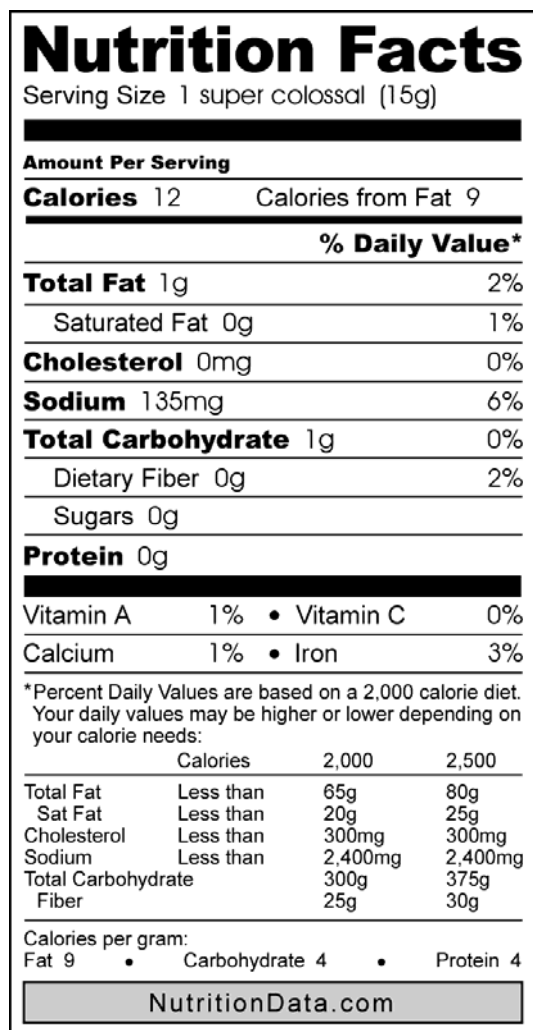 Nutrition Facts
Serving Size 1 super colossal (15g)
Amount Per Serving
Calories 12 Calories from Fat 9
% Daily Value*
Total Fat 1g 2%
Saturated Fat 0g 1%
Cholesterol 0mg 0%
Sodium 135mg 6%
Total Carbohydrate 1g 0%
Dietary Fiber 0g 2%
Sugars 0g
Protein 0g
Vitamin A 1% • Vitamin C 0%
Calcium 1% • Iron 3%
*Percent Daily Values are based on a 2,000 calorie diet.
Your daily values may be higher or lower depending on
your calorie needs:
Calories 2,000 2,500
Total Fat Less than 65g 80g
Sat Fat Less than 20g 25g
Cholesterol Less than 300mg 300mg
Sodium Less than 2,400mg 2,400mg
Total Carbohydrate 300g 375g
Fiber 25g 30g
Calories per gram:
Fat 9 • Carbohydrate 4 • Protein 4
NutritionData.com